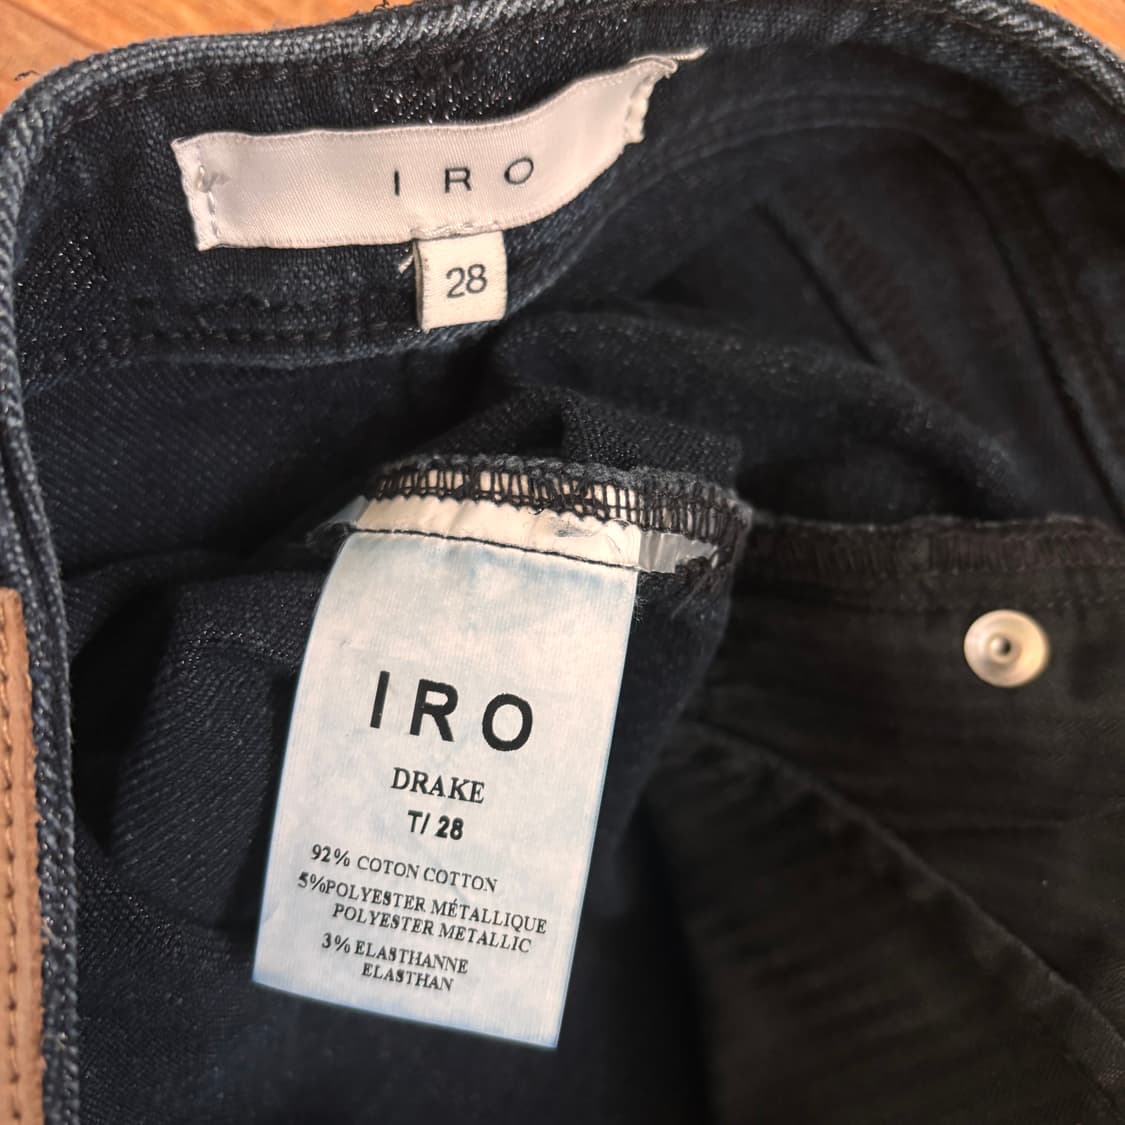 IRO
28
IRO
DRAKE
T/ 28
92% COTON COTTON
5%POLYESTER MÉTALLIQUE
POLYESTER METALLIC
3% ELASTHANNE
ELASTHAN